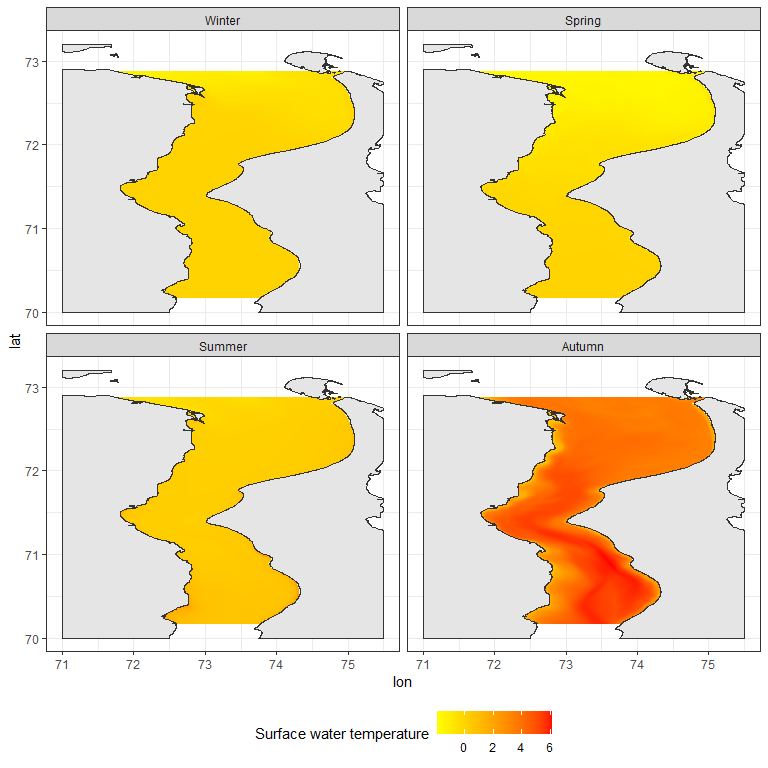 Winter
Spring
73
72
71
70
lat
Summer
Autumn
73
72
71
70
71 72 73 74 75 71 72 73 74 75
lon
Surface water temperature
0 2 4 6